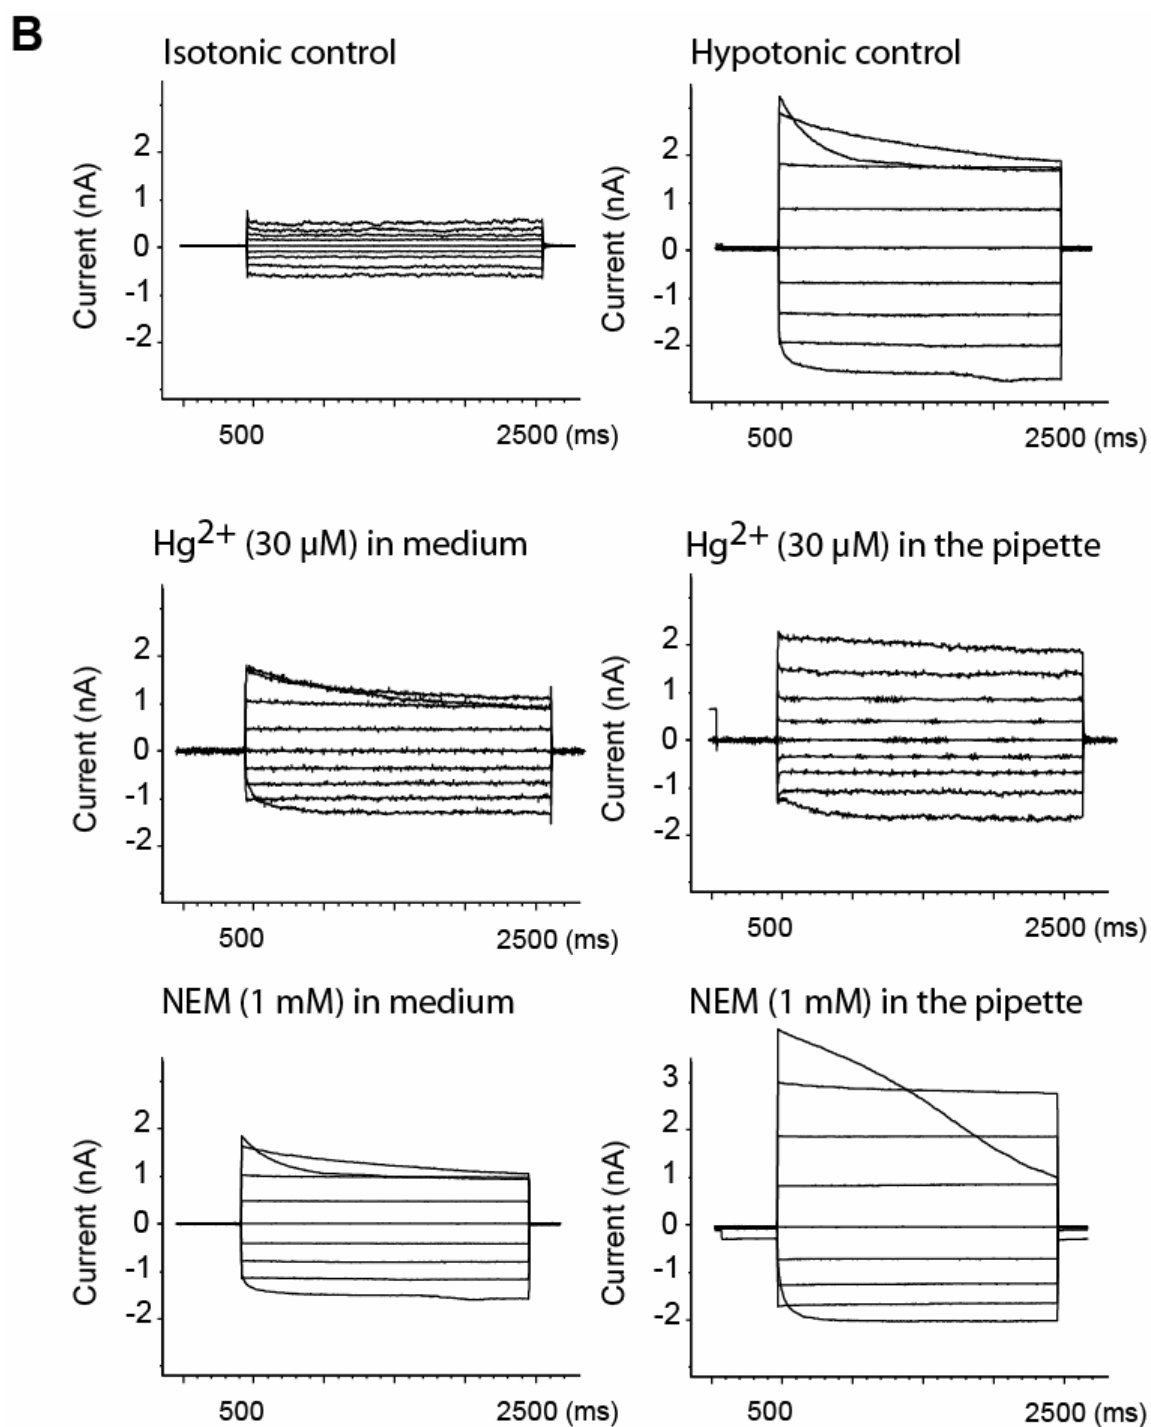 B
Isotonic control
Hypotonic control
Current (nA)
2
1
0
-1
-2
500
2500 (ms)
Current (nA)
2
1
0
-1
-2
500
2500 (ms)
Hg2+ (30 µM) in medium
Hg2+ (30 µM) in the pipette
Current (nA)
2
1
0
-1
-2
500
2500 (ms)
Current (nA)
2
1
0
-1
-2
500
2500 (ms)
NEM (1 mM) in medium
NEM (1 mM) in the pipette
Current (nA)
2
1
0
-1
-2
500
2500 (ms)
Current (nA)
3
2
1
0
-1
-2
500
2500 (ms)